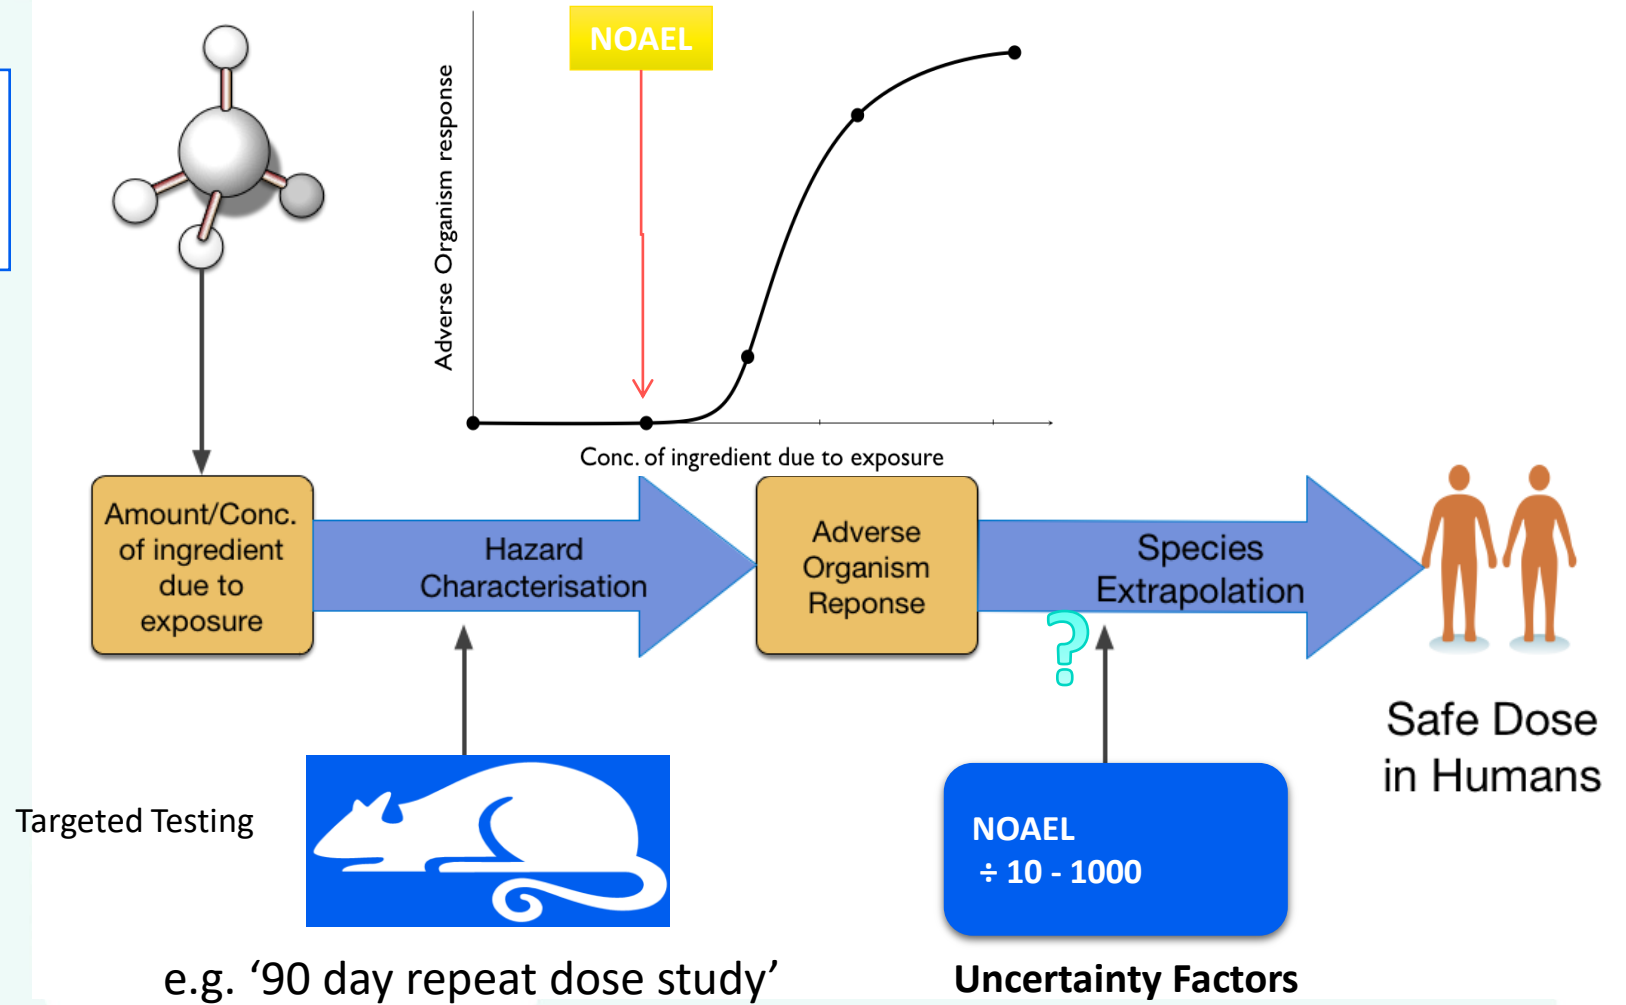 NOAEL
Adverse Organism response
Conc. of ingredient due to exposure
Amount/Conc.
of ingredient
due to
exposure
Hazard
Characterisation
Adverse
Organism
Reponse
Species
Extrapolation
?
Safe Dose
in Humans
Targeted Testing
NOAEL
÷ 10 - 1000
e.g. ‘90 day repeat dose study’
Uncertainty Factors